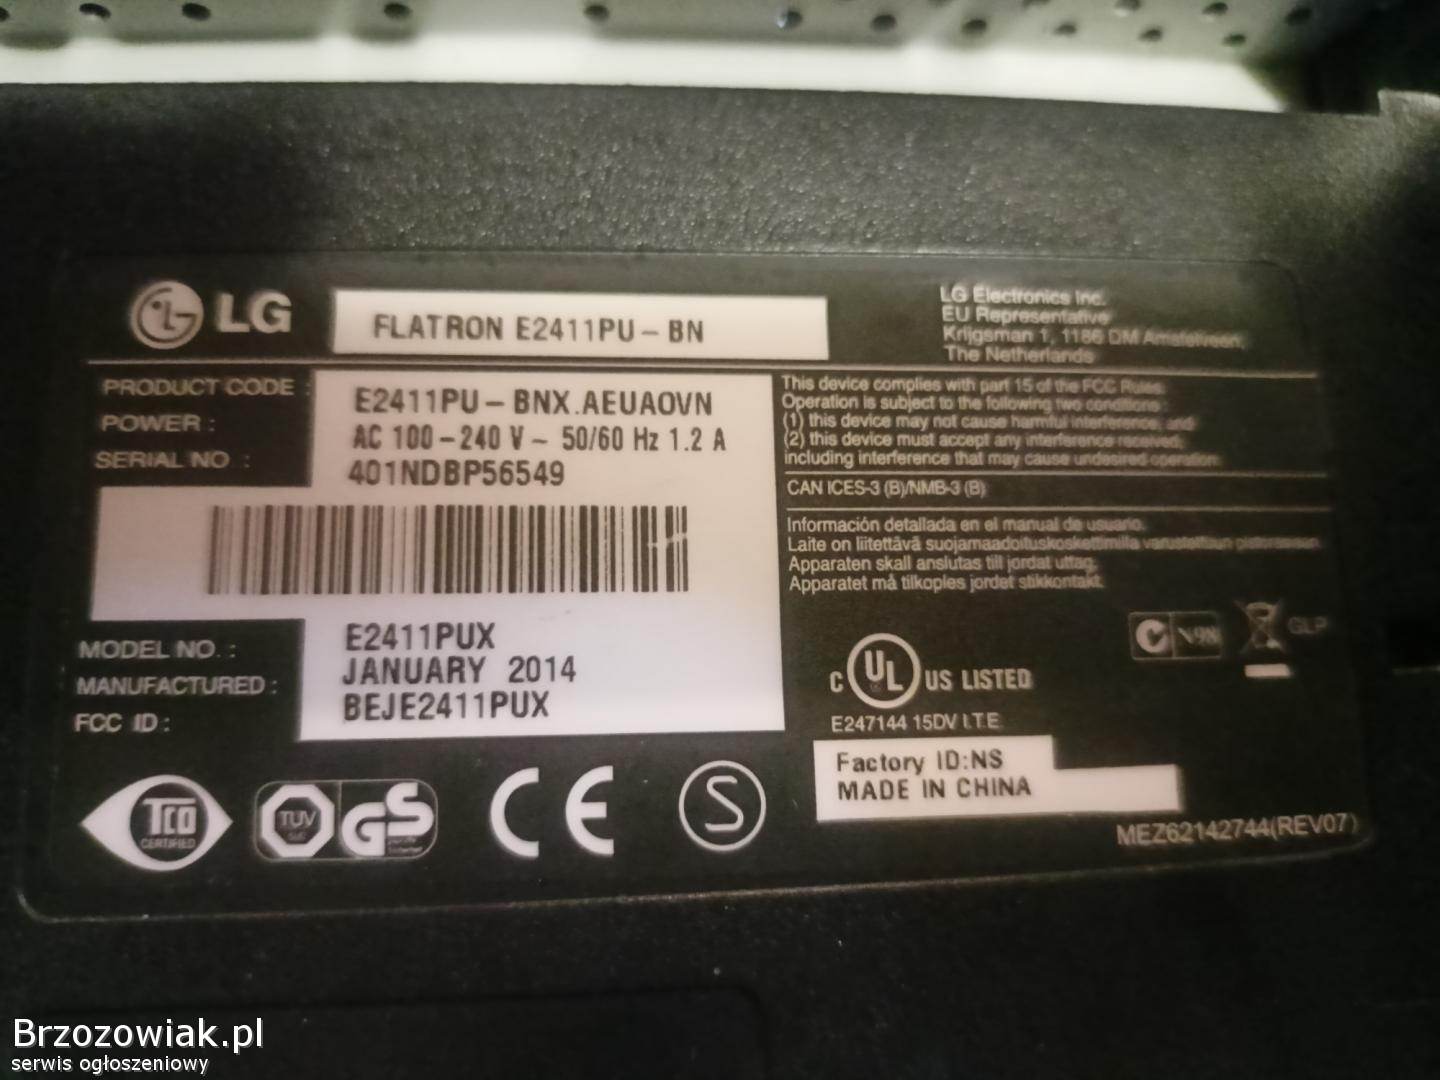 LG
FLATRON E2411PU-BN
LG Electronics Inc.
EU Representative
Krijgsman 1, 1186 DM Amstelveen,
The Netherlands
PRODUCT CODE : E2411PU-BNX.AEUAOVN
POWER : AC 100-240 V ~ 50/60 Hz 1.2 A
SERIAL NO. : 401NDBP56549
MODEL NO. : E2411PUX
MANUFACTURED : JANUARY 2014
FCC ID : BEJE2411PUX
This device complies with part 15 of the FCC Rules.
Operation is subject to the following two conditions :
(1) this device may not cause harmful interference, and
(2) this device must accept any interference received,
including interference that may cause undesired operation.
CAN ICES-3 (B)/NMB-3 (B)
Información detallada en el manual de usuario.
Laite on liitettävä suojamaadoituskoskettimilla varustettuun pistorasiaan
Apparaten skall anslutas till jordat uttag.
Apparatet må tilkoples jordet stikkontakt.
N98
GLP
C UL US LISTED
E247144 15DV I.T.E
Factory ID:NS
MADE IN CHINA
TCO
CERTIFIED
TUV
GS
CE
S
MEZ62142744(REV07)
Brzozowiak.pl
serwis ogłoszeniowy